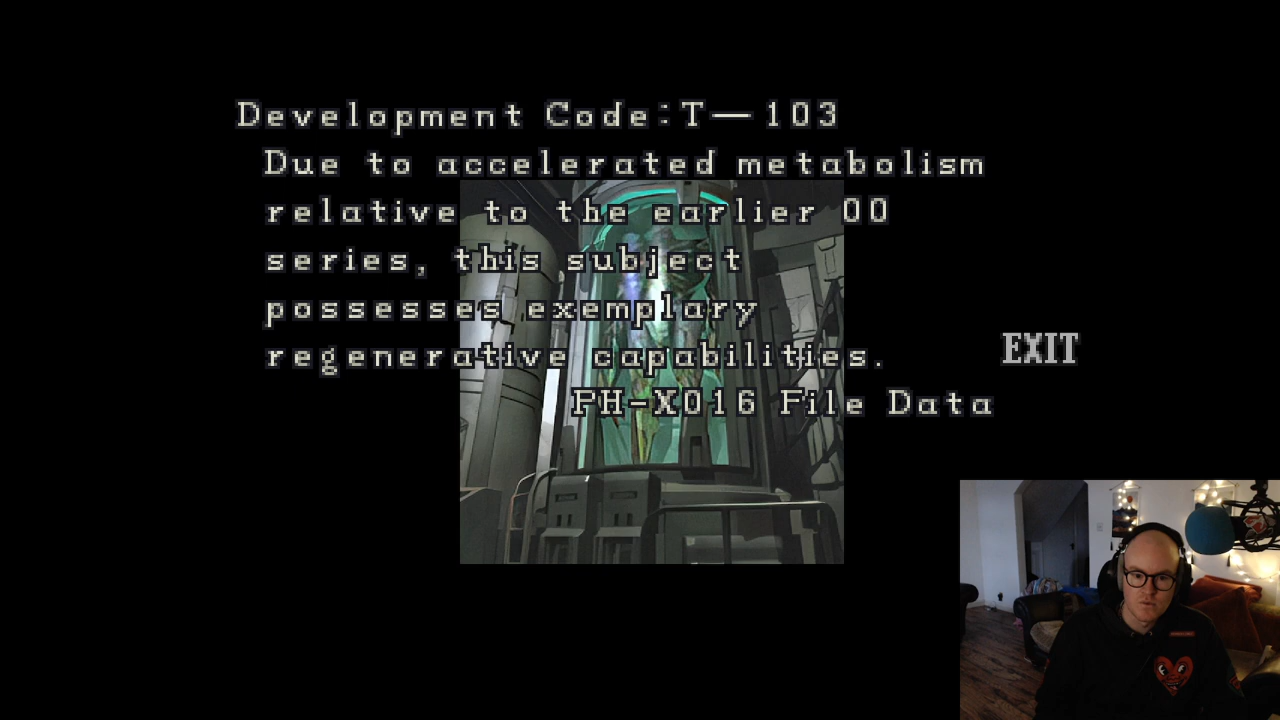 Development Code:T—103
Due to accelerated metabolism
relative to the earlier 00
series, this subject
possesses exemplary
regenerative capabilities.
EXIT
PH-X016 File Data